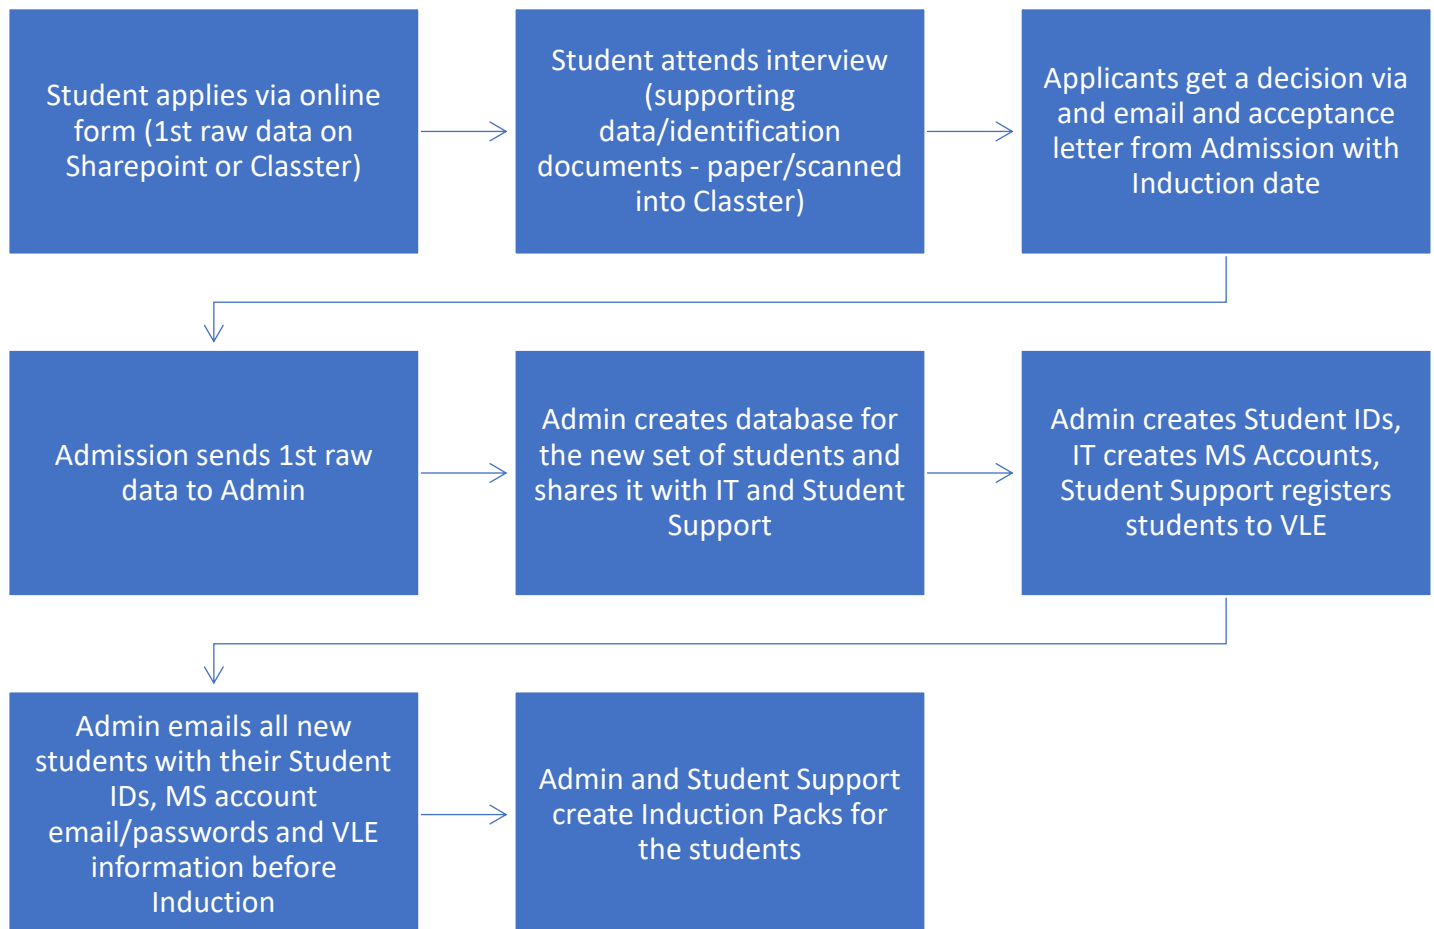 Student applies via online
form (1st raw data on
Sharepoint or Classter)
Student attends interview
(supporting
data/identification
documents - paper/scanned
into Classter)
Applicants get a decision via
and email and acceptance
letter from Admission with
Induction date
Admission sends 1st raw
data to Admin
Admin creates database for
the new set of students and
shares it with IT and Student
Support
Admin creates Student IDs,
IT creates MS Accounts,
Student Support registers
students to VLE
Admin emails all new
students with their Student
IDs, MS account
email/passwords and VLE
information before
Induction
Admin and Student Support
create Induction Packs for
the students